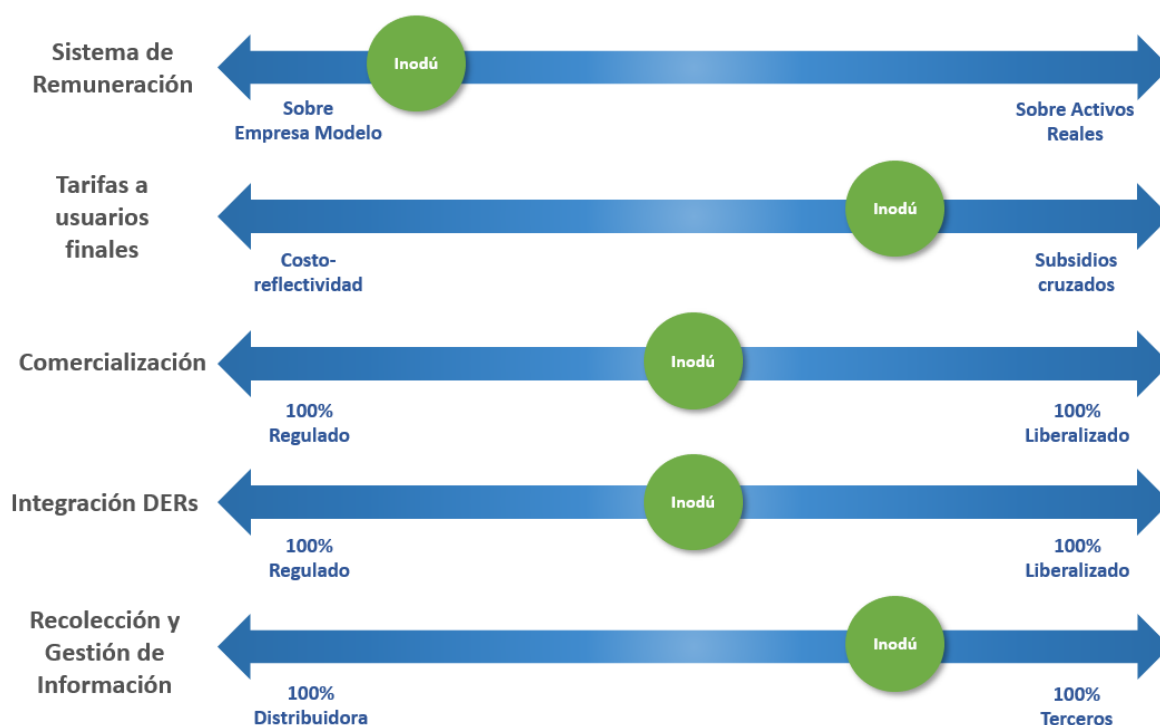 Sistema de
Remuneración
Inodú
Sobre
Empresa Modelo
Sobre Activos
Reales
Tarifas a
usuarios
finales
Inodú
Costo-
reflectividad
Subsidios
cruzados
Comercialización
Inodú
100%
Regulado
100%
Liberalizado
Integración DERs
Inodú
100%
Regulado
100%
Liberalizado
Recolección y
Gestión de
Información
Inodú
100%
Distribuidora
100%
Terceros